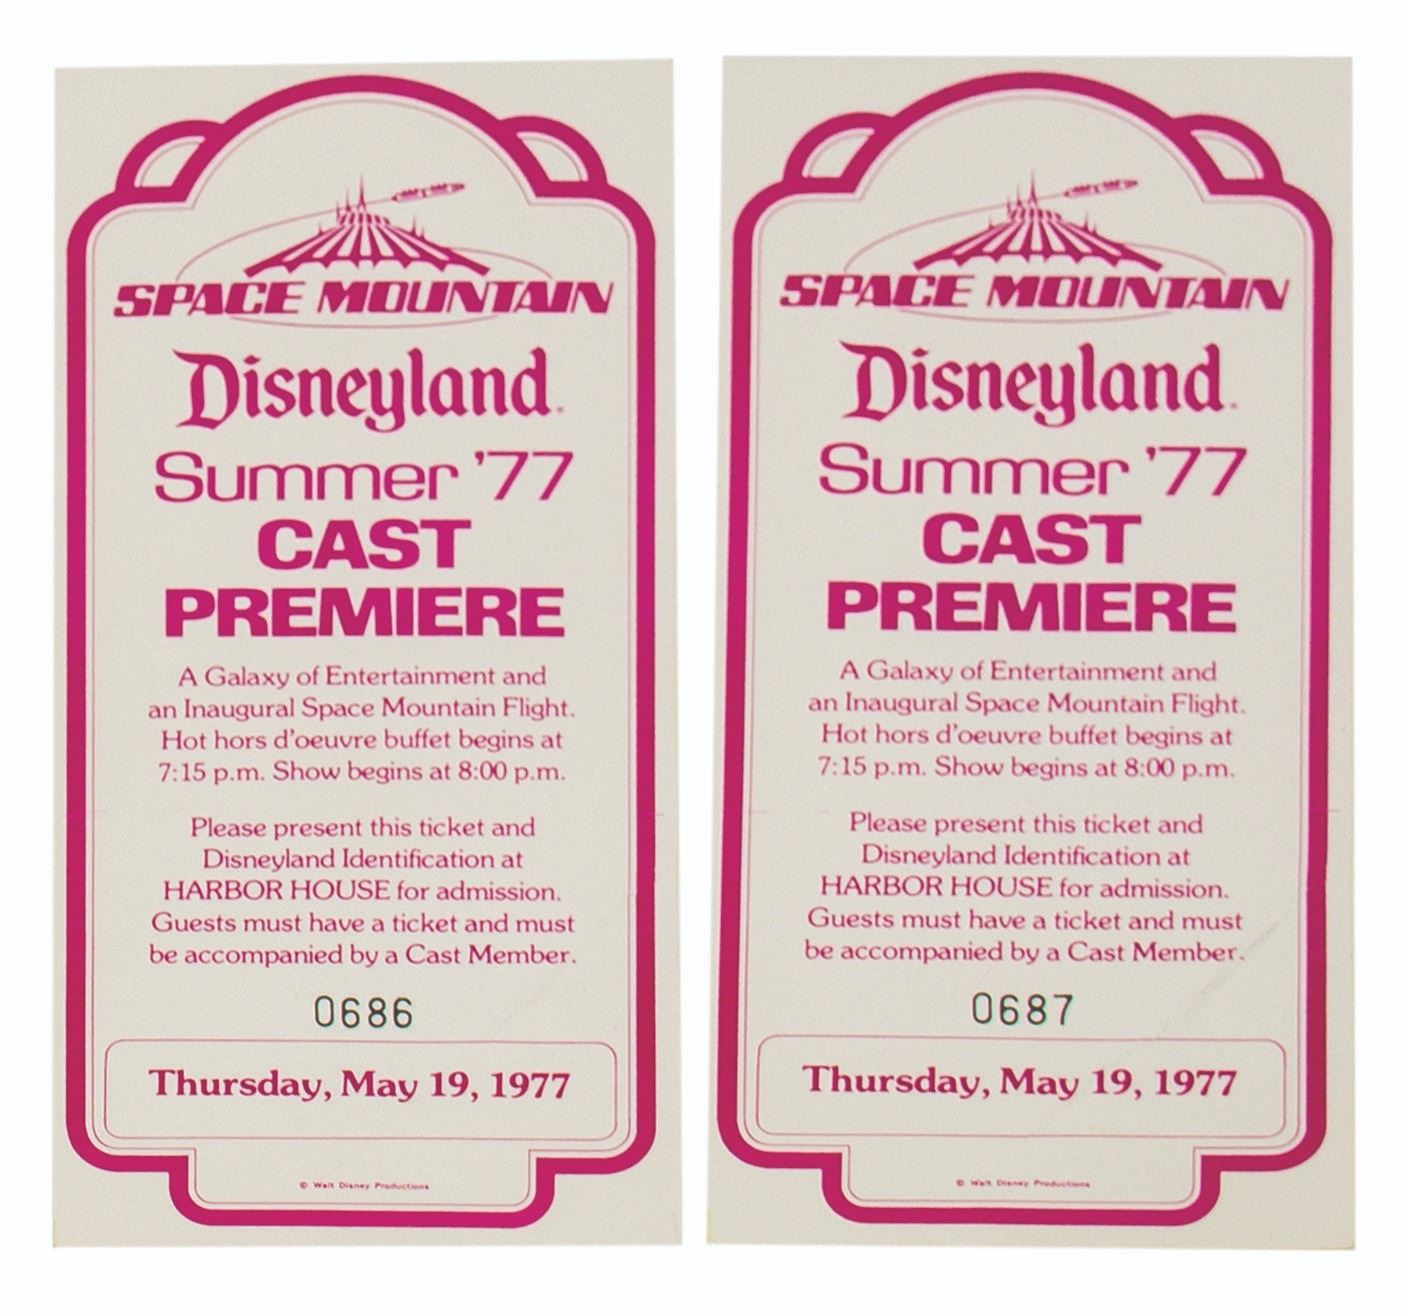 SPACE MOUNTAIN
Disneyland
Summer '77
CAST
PREMIERE
A Galaxy of Entertainment and
an Inaugural Space Mountain Flight.
Hot hors d'oeuvre buffet begins at
7:15 p.m. Show begins at 8:00 p.m.
Please present this ticket and
Disneyland Identification at
HARBOR HOUSE for admission.
Guests must have a ticket and must
be accompanied by a Cast Member.
0686
Thursday, May 19, 1977
© Walt Disney Productions
SPACE MOUNTAIN
Disneyland
Summer '77
CAST
PREMIERE
A Galaxy of Entertainment and
an Inaugural Space Mountain Flight.
Hot hors d'oeuvre buffet begins at
7:15 p.m. Show begins at 8:00 p.m.
Please present this ticket and
Disneyland Identification at
HARBOR HOUSE for admission.
Guests must have a ticket and must
be accompanied by a Cast Member.
0687
Thursday, May 19, 1977
© Walt Disney Productions